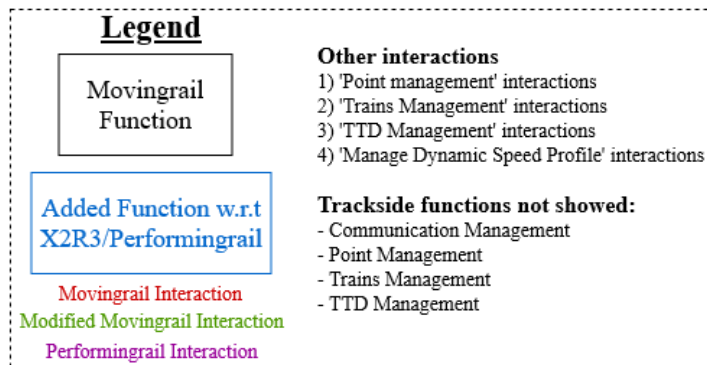 Legend
Movingrail
Function
Added Function w.r.t
X2R3/Performingrail
Movingrail Interaction
Modified Movingrail Interaction
Performingrail Interaction
Other interactions
1) 'Point management' interactions
2) 'Trains Management' interactions
3) 'TTD Management' interactions
4) 'Manage Dynamic Speed Profile' interactions
Trackside functions not showed:
- Communication Management
- Point Management
- Trains Management
- TTD Management